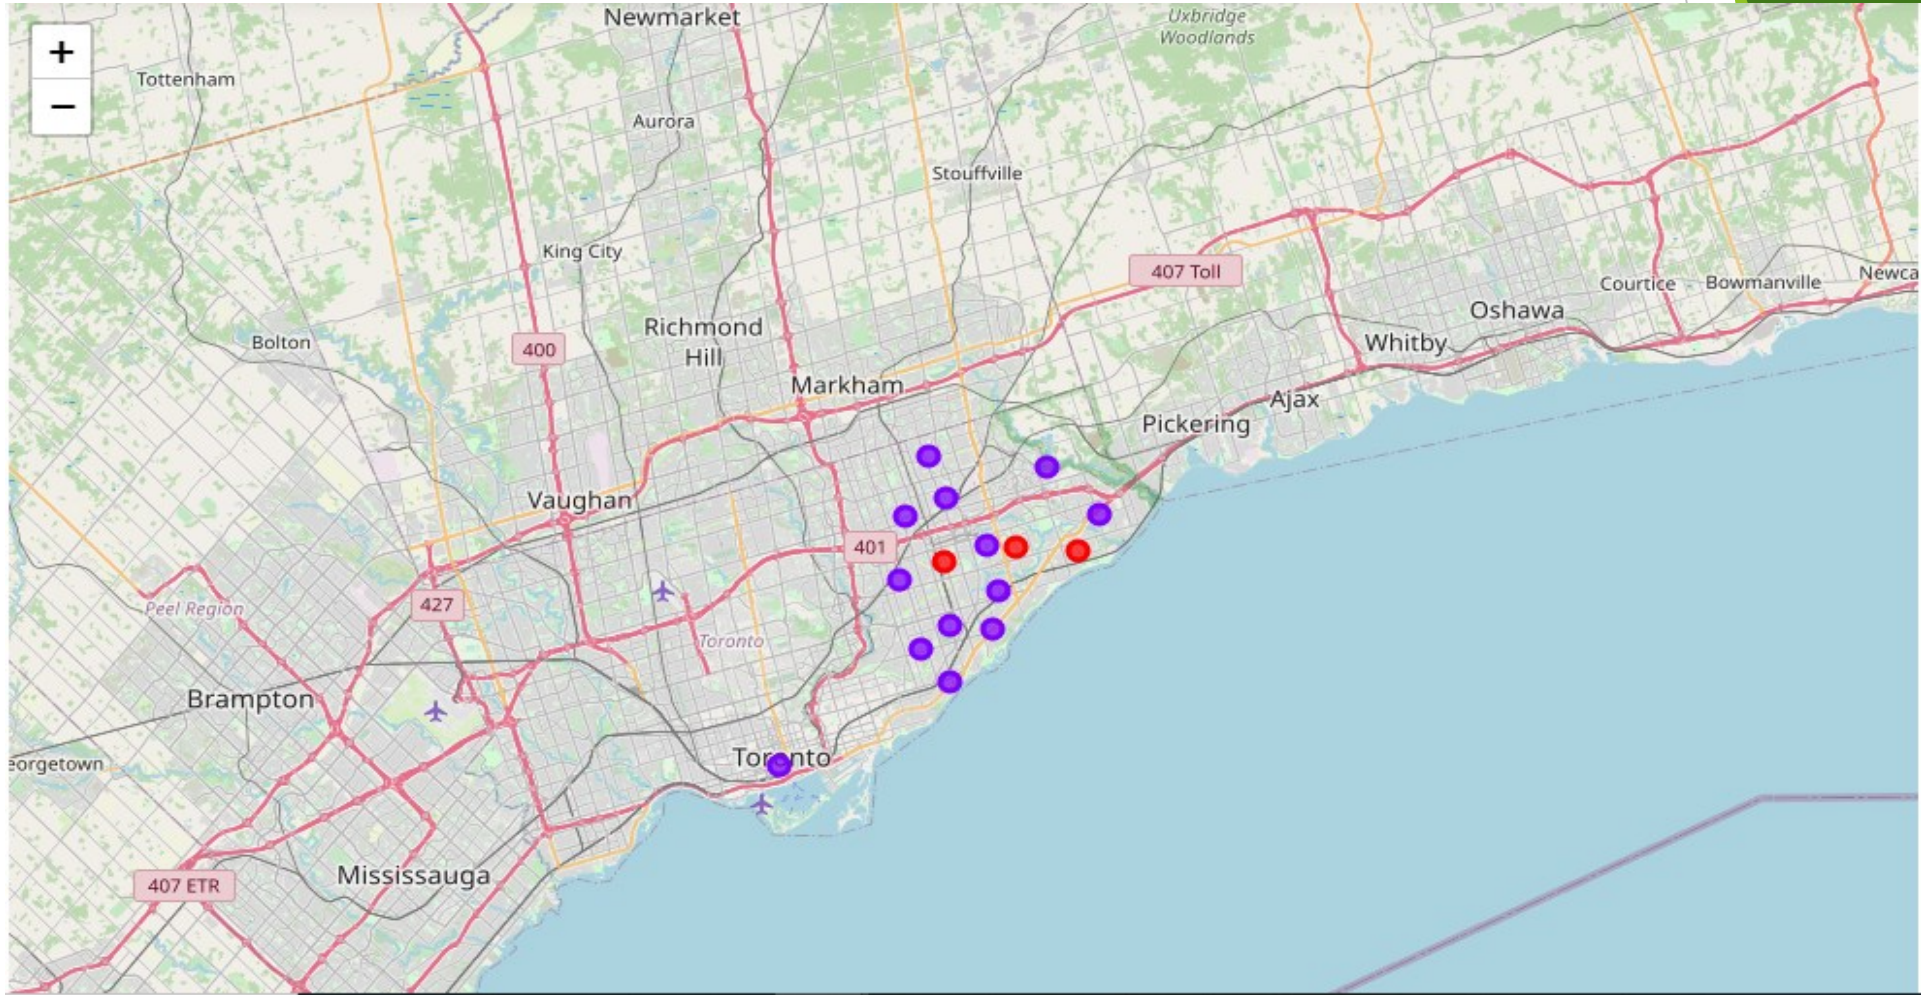 Newmarket
Uxbridge
Woodlands
+
Tottenham
−
Aurora
Stouffville
King City
407 Toll
Newca
Courtice
Bowmanville
Oshawa
Richmond
Hill
Bolton
400
Whitby
Markham
Ajax
Pickering
Vaughan
401
427
Peel Region
Toronto
Brampton
Toronto
eorgetown
Mississauga
407 ETR